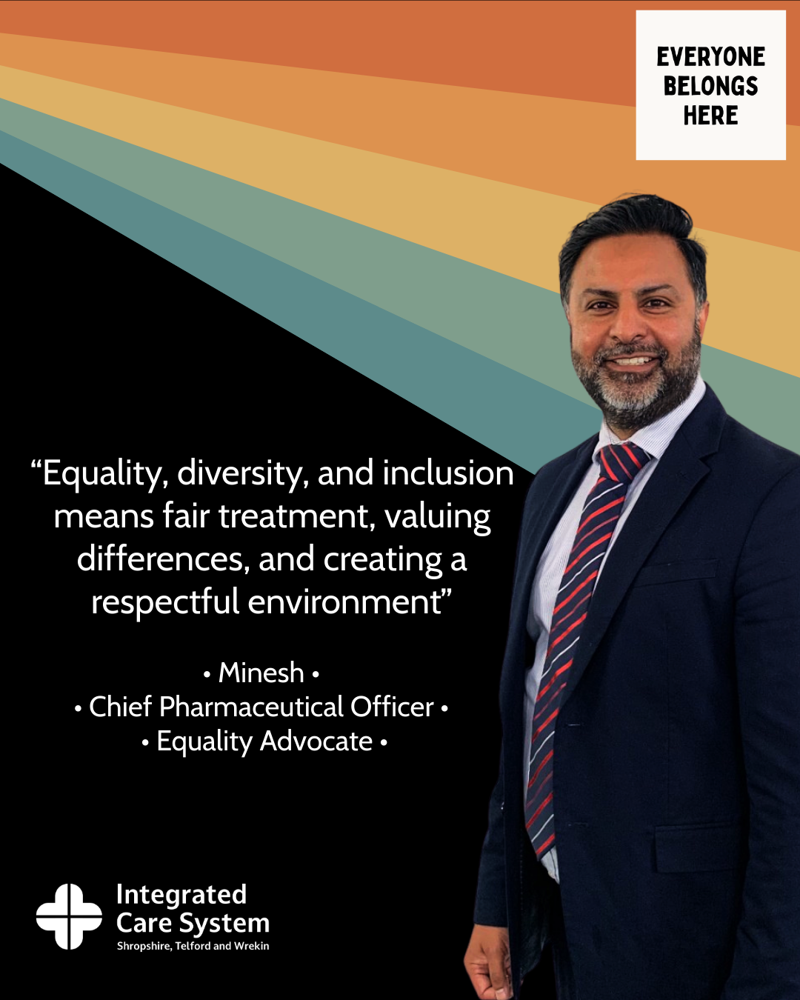 EVERYONE
BELONGS
HERE
“Equality, diversity, and inclusion
means fair treatment, valuing
differences, and creating a
respectful environment”
• Minesh •
• Chief Pharmaceutical Officer •
• Equality Advocate •
Integrated
Care System
Shropshire, Telford and Wrekin